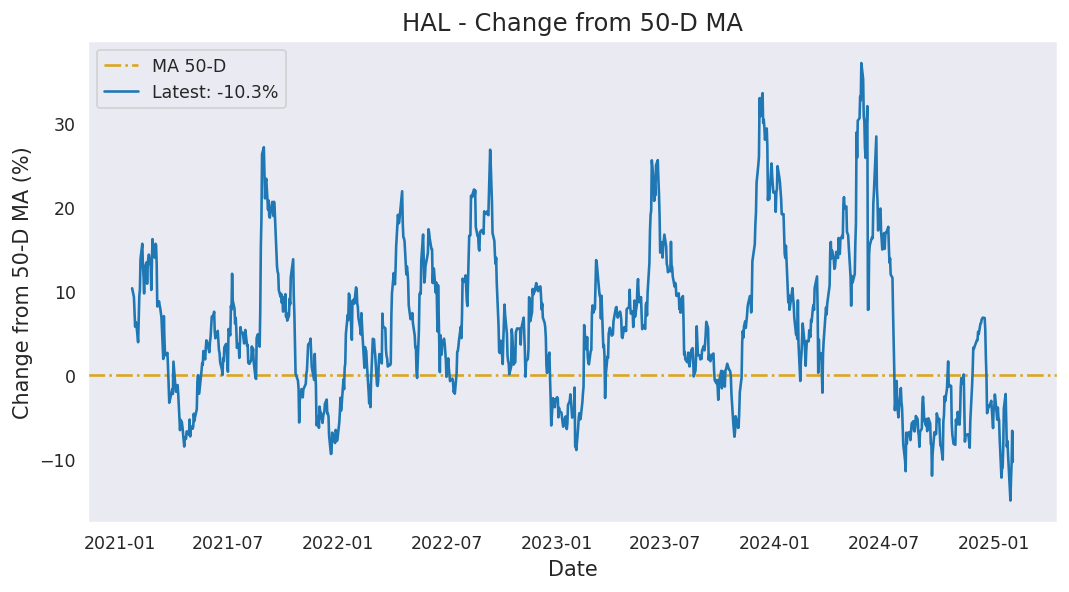 HAL - Change from 50-D MA
MA 50-D
Latest: -10.3%
Change from 50-D MA (%)
30
20
10
0
−10
2021-01
2021-07
2022-01
2022-07
2023-01
2023-07
2024-01
2024-07
2025-01
Date